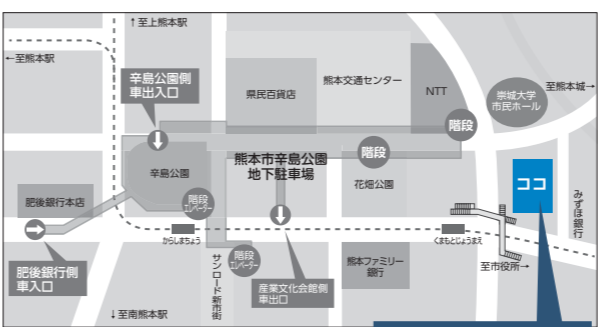 ↑至上熊本駅
←至熊本駅
辛島公園側
車出入口
県民百貨店
熊本交通センター
NTT
崇城大学
市民ホール
至熊本城→
階段
階段
熊本市辛島公園
地下駐車場
辛島公園
花畑公園
ココ
みずほ銀行
肥後銀行本店
階段
エレベーター
からしまちょう
くまもとじょうまえ
肥後銀行側
車入口
サンロード新市街
階段
エレベーター
産業文化会館側
車出口
熊本ファミリー
銀行
至市役所→
↓至南熊本駅